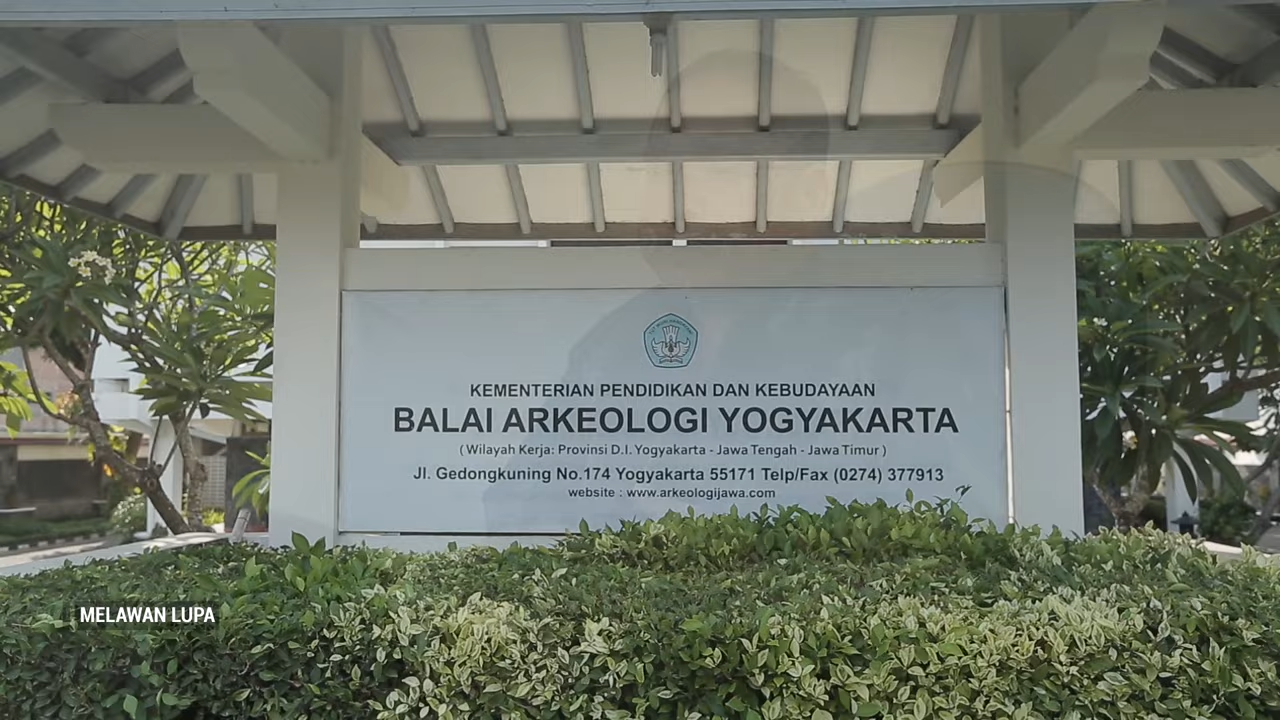 KEMENTERIAN PENDIDIKAN DAN KEBUDAYAAN
BALAI ARKEOLOGI YOGYAKARTA
( Wilayah Kerja: Provinsi D.I. Yogyakarta - Jawa Tengah - Jawa Timur )
Jl. Gedongkuning No.174 Yogyakarta 55171 Telp/Fax (0274) 377913
website : www.arkeologijawa.com
MELAWAN LUPA